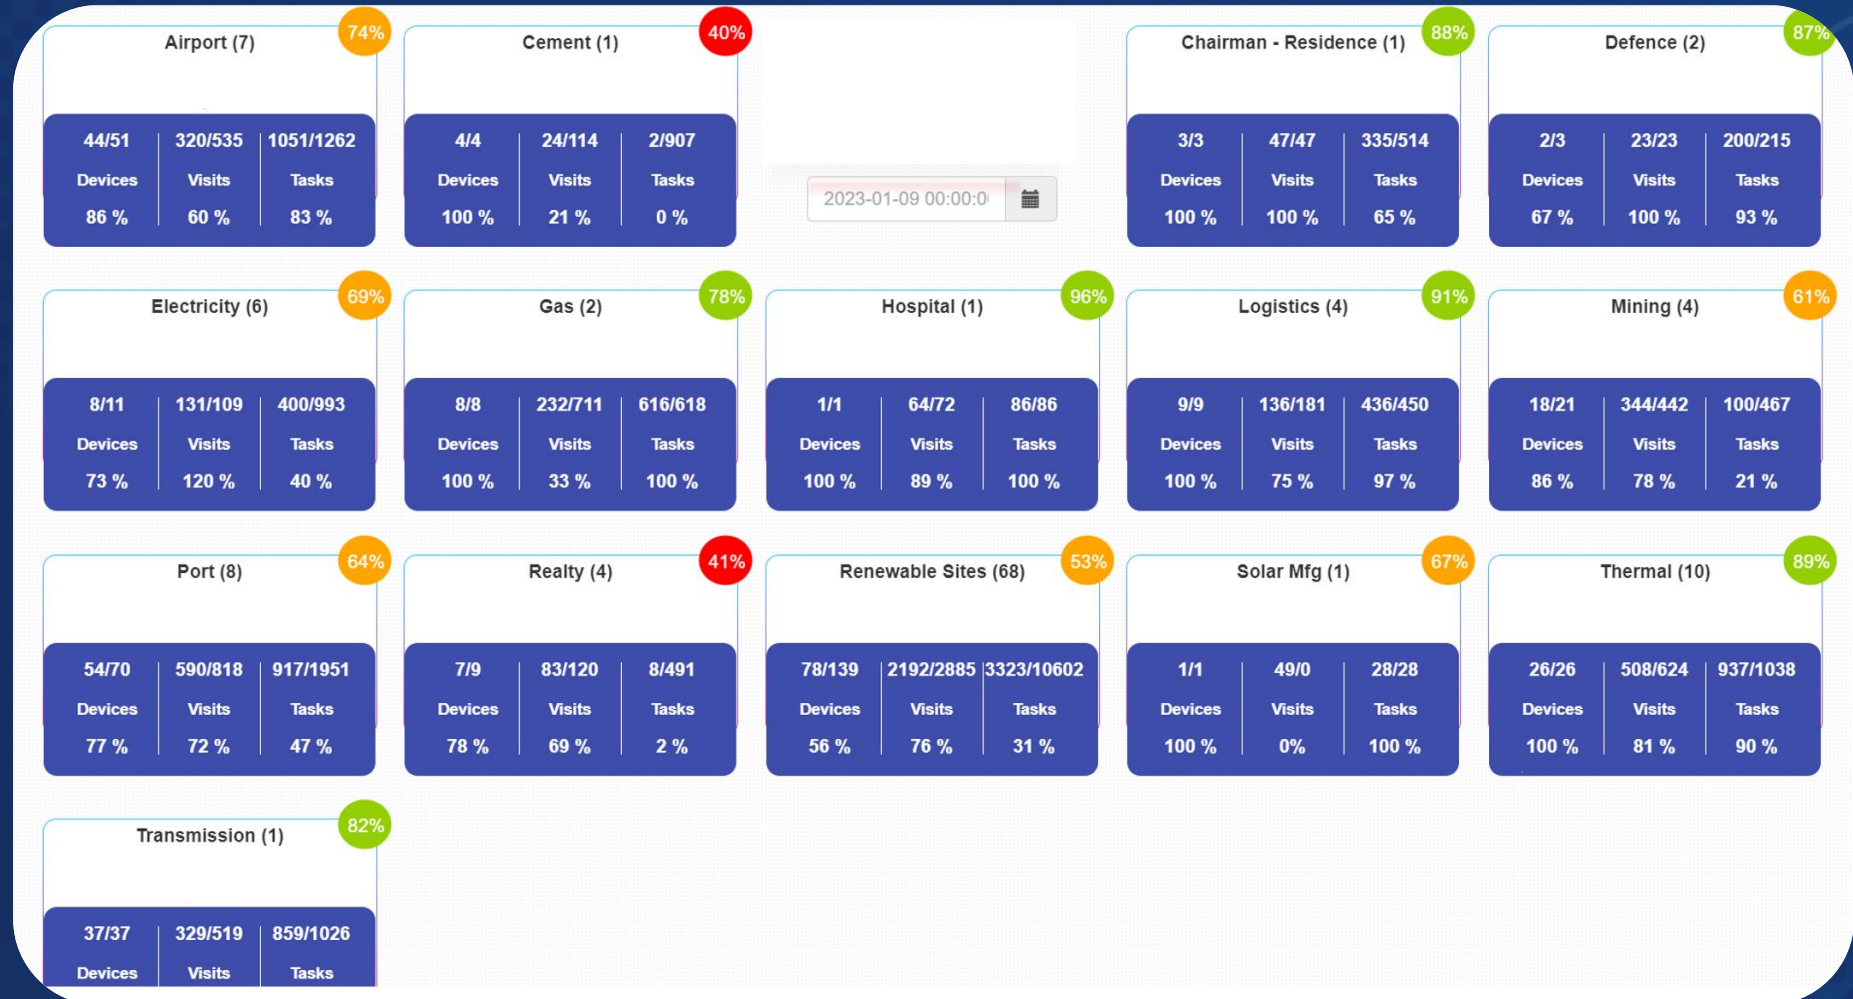 Airport (7)
74%
44/51 320/535 1051/1262
Devices Visits Tasks
86 % 60 % 83 %
Cement (1)
40%
4/4 24/114 2/907
Devices Visits Tasks
100 % 21 % 0 %
2023-01-09 00:00:0
Chairman - Residence (1)
88%
3/3 47/47 335/514
Devices Visits Tasks
100 % 100 % 65 %
Defence (2)
87%
2/3 23/23 200/215
Devices Visits Tasks
67 % 100 % 93 %
Electricity (6)
69%
8/11 131/109 400/993
Devices Visits Tasks
73 % 120 % 40 %
Gas (2)
78%
8/8 232/711 616/618
Devices Visits Tasks
100 % 33 % 100 %
Hospital (1)
96%
1/1 64/72 86/86
Devices Visits Tasks
100 % 89 % 100 %
Logistics (4)
91%
9/9 136/181 436/450
Devices Visits Tasks
100 % 75 % 97 %
Mining (4)
61%
18/21 344/442 100/467
Devices Visits Tasks
86 % 78 % 21 %
Port (8)
64%
54/70 590/818 917/1951
Devices Visits Tasks
77 % 72 % 47 %
Realty (4)
41%
7/9 83/120 8/491
Devices Visits Tasks
78 % 69 % 2 %
Renewable Sites (68)
53%
78/139 2192/2885 3323/10602
Devices Visits Tasks
56 % 76 % 31 %
Solar Mfg (1)
67%
1/1 49/0 28/28
Devices Visits Tasks
100 % 0% 100 %
Thermal (10)
89%
26/26 508/624 937/1038
Devices Visits Tasks
100 % 81 % 90 %
Transmission (1)
82%
37/37 329/519 859/1026
Devices Visits Tasks